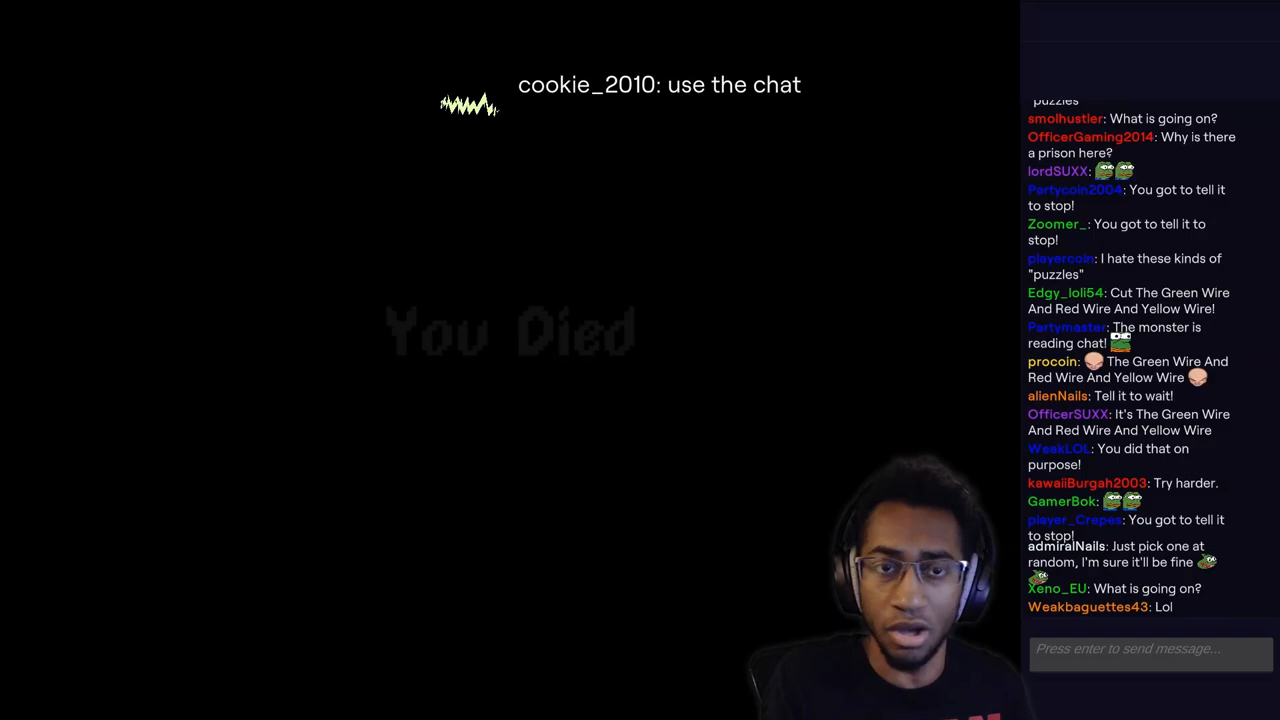 cookie_2010: use the chat
You Died
"puzzles"
smolhustler: What is going on?
OfficerGaming2014: Why is there
a prison here?
lordSUXX:
Partycoin2004: You got to tell it
to stop!
Zoomer_: You got to tell it to
stop!
playercoin: I hate these kinds of
"puzzles"
Edgy_loli54: Cut The Green Wire
And Red Wire And Yellow Wire!
Partymaster: The monster is
reading chat!
procoin: The Green Wire And
Red Wire And Yellow Wire
alienNails: Tell it to wait!
OfficerSUXX: It's The Green Wire
And Red Wire And Yellow Wire
WeakLOL: You did that on
purpose!
kawaiiBurgah2003: Try harder.
GamerBok:
player_Crepes: You got to tell it
to stop!
admiralNails: Just pick one at
random, I'm sure it'll be fine
Xeno_EU: What is going on?
Weakbaguettes43: Lol
Press enter to send message...